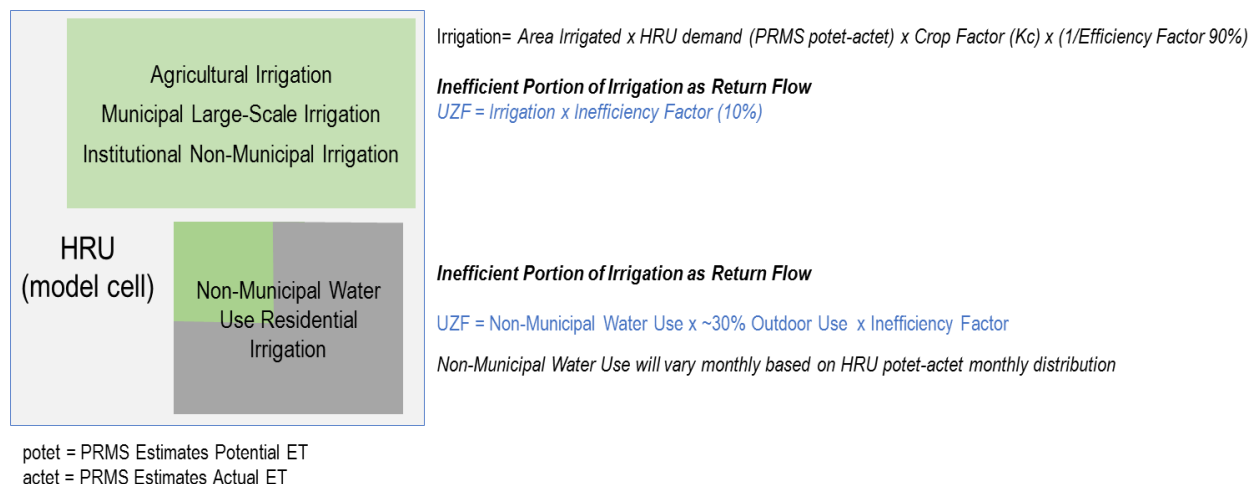 Irrigation= Area Irrigated x HRU demand (PRMS potet-actet) x Crop Factor (Kc) x (1/Efficiency Factor 90%)
Agricultural Irrigation
Municipal Large-Scale Irrigation
Institutional Non-Municipal Irrigation
Inefficient Portion of Irrigation as Return Flow
UZF = Irrigation x Inefficiency Factor (10%)
HRU
(model cell)
Non-Municipal Water
Use Residential
Irrigation
Inefficient Portion of Irrigation as Return Flow
UZF = Non-Municipal Water Use x ~30% Outdoor Use x Inefficiency Factor
Non-Municipal Water Use will vary monthly based on HRU potet-actet monthly distribution
potet = PRMS Estimates Potential ET
actet = PRMS Estimates Actual ET